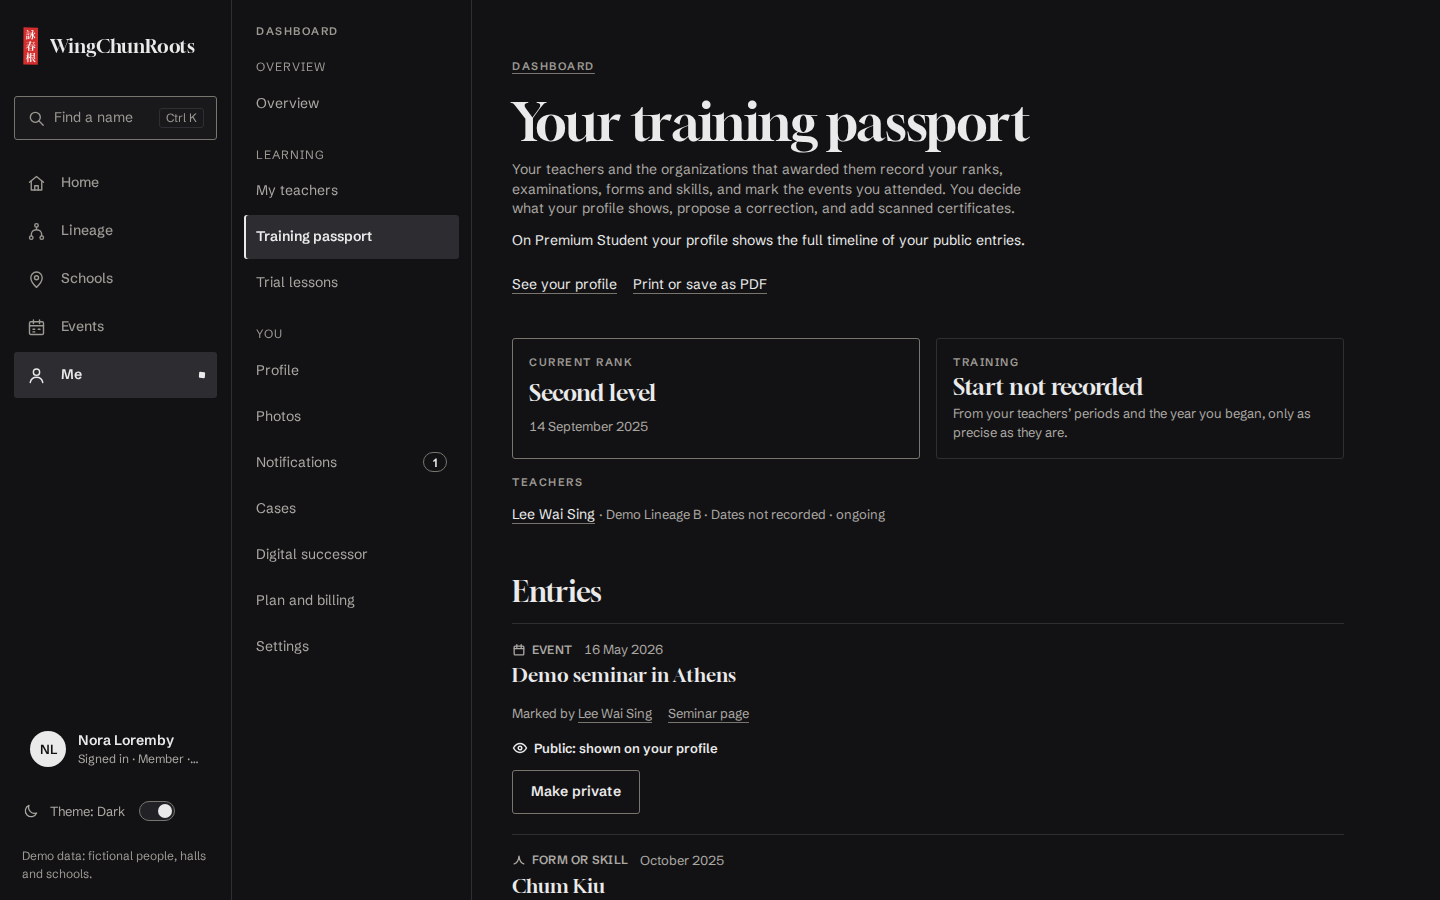 詠春根
WingChunRoots
Find a name
Ctrl K
Home
Lineage
Schools
Events
Me
Nora Loremby
Signed in · Member ·...
Theme: Dark
Demo data: fictional people, halls
and schools.
DASHBOARD
OVERVIEW
Overview
LEARNING
My teachers
Training passport
Trial lessons
YOU
Profile
Photos
Notifications
1
Cases
Digital successor
Plan and billing
Settings
DASHBOARD
Your training passport
Your teachers and the organizations that awarded them record your ranks,
examinations, forms and skills, and mark the events you attended. You decide
what your profile shows, propose a correction, and add scanned certificates.
On Premium Student your profile shows the full timeline of your public entries.
See your profile
Print or save as PDF
CURRENT RANK
Second level
14 September 2025
TRAINING
Start not recorded
From your teachers’ periods and the year you began, only as
precise as they are.
TEACHERS
Lee Wai Sing · Demo Lineage B · Dates not recorded · ongoing
Entries
EVENT 16 May 2026
Demo seminar in Athens
Marked by Lee Wai Sing Seminar page
Public: shown on your profile
Make private
FORM OR SKILL October 2025
Chum Kiu
NL